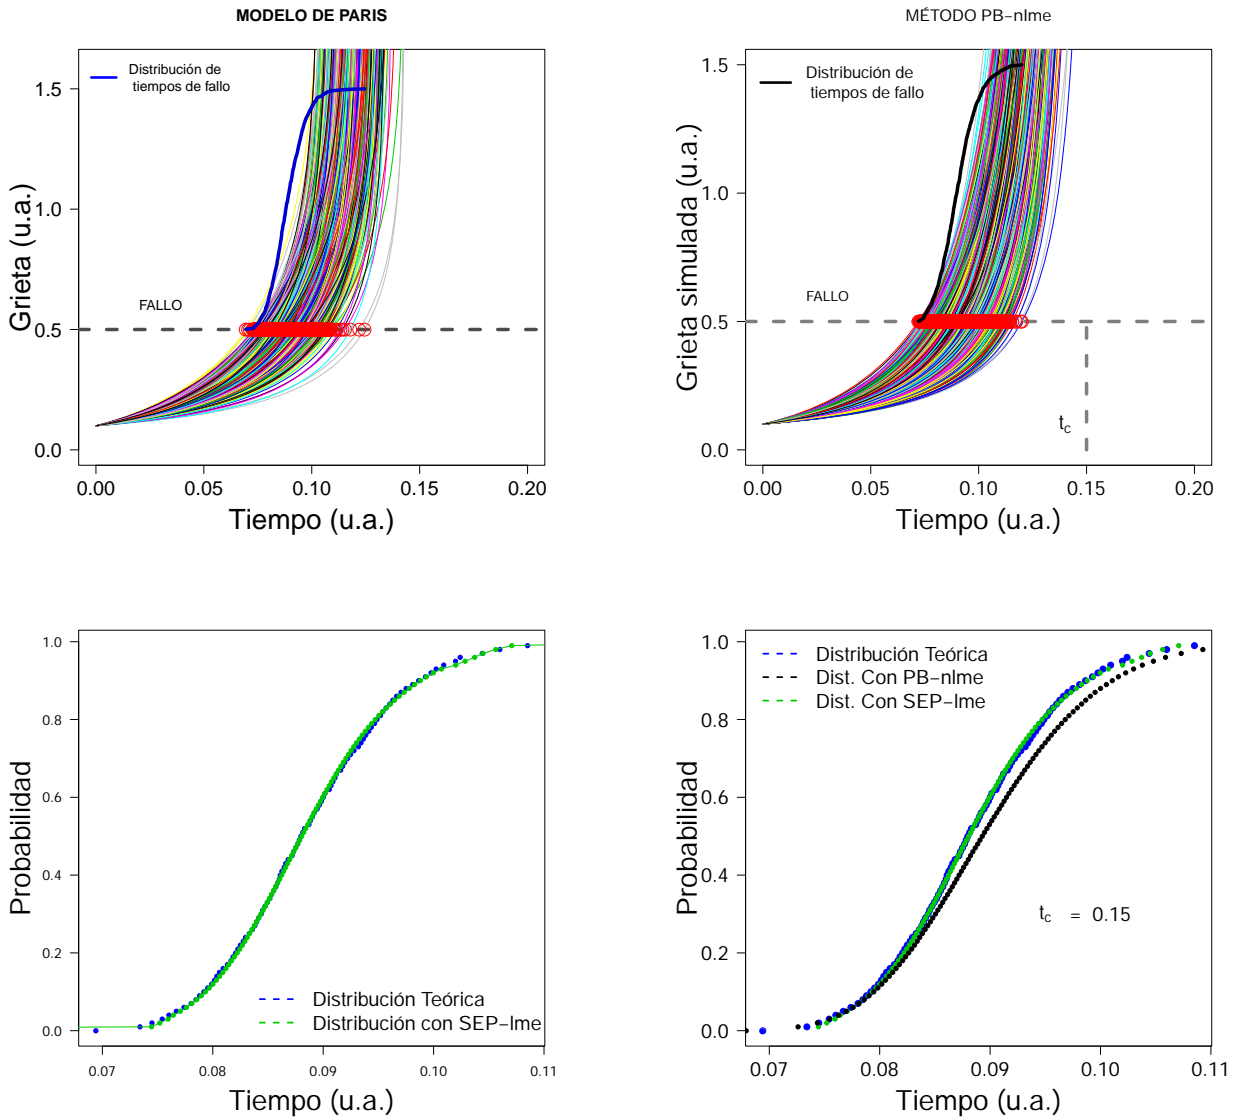 MODELO DE PARIS
Distribución de
tiempos de fallo
FALLO
Grieta (u.a.)
1.5
1.0
0.5
0.0
0.00 0.05 0.10 0.15 0.20
Tiempo (u.a.)
MÉTODO PB−nlme
Distribución de
tiempos de fallo
FALLO
tc
Grieta simulada (u.a.)
1.5
1.0
0.5
0.0
0.00 0.05 0.10 0.15 0.20
Tiempo (u.a.)
Probabilidad
1.0
0.8
0.6
0.4
0.2
0.0
Distribución Teórica
Distribución con SEP−lme
0.07 0.08 0.09 0.10 0.11
Tiempo (u.a.)
Probabilidad
1.0
0.8
0.6
0.4
0.2
0.0
Distribución Teórica
Dist. Con PB−nlme
Dist. Con SEP−lme
tc = 0.15
0.07 0.08 0.09 0.10 0.11
Tiempo (u.a.)